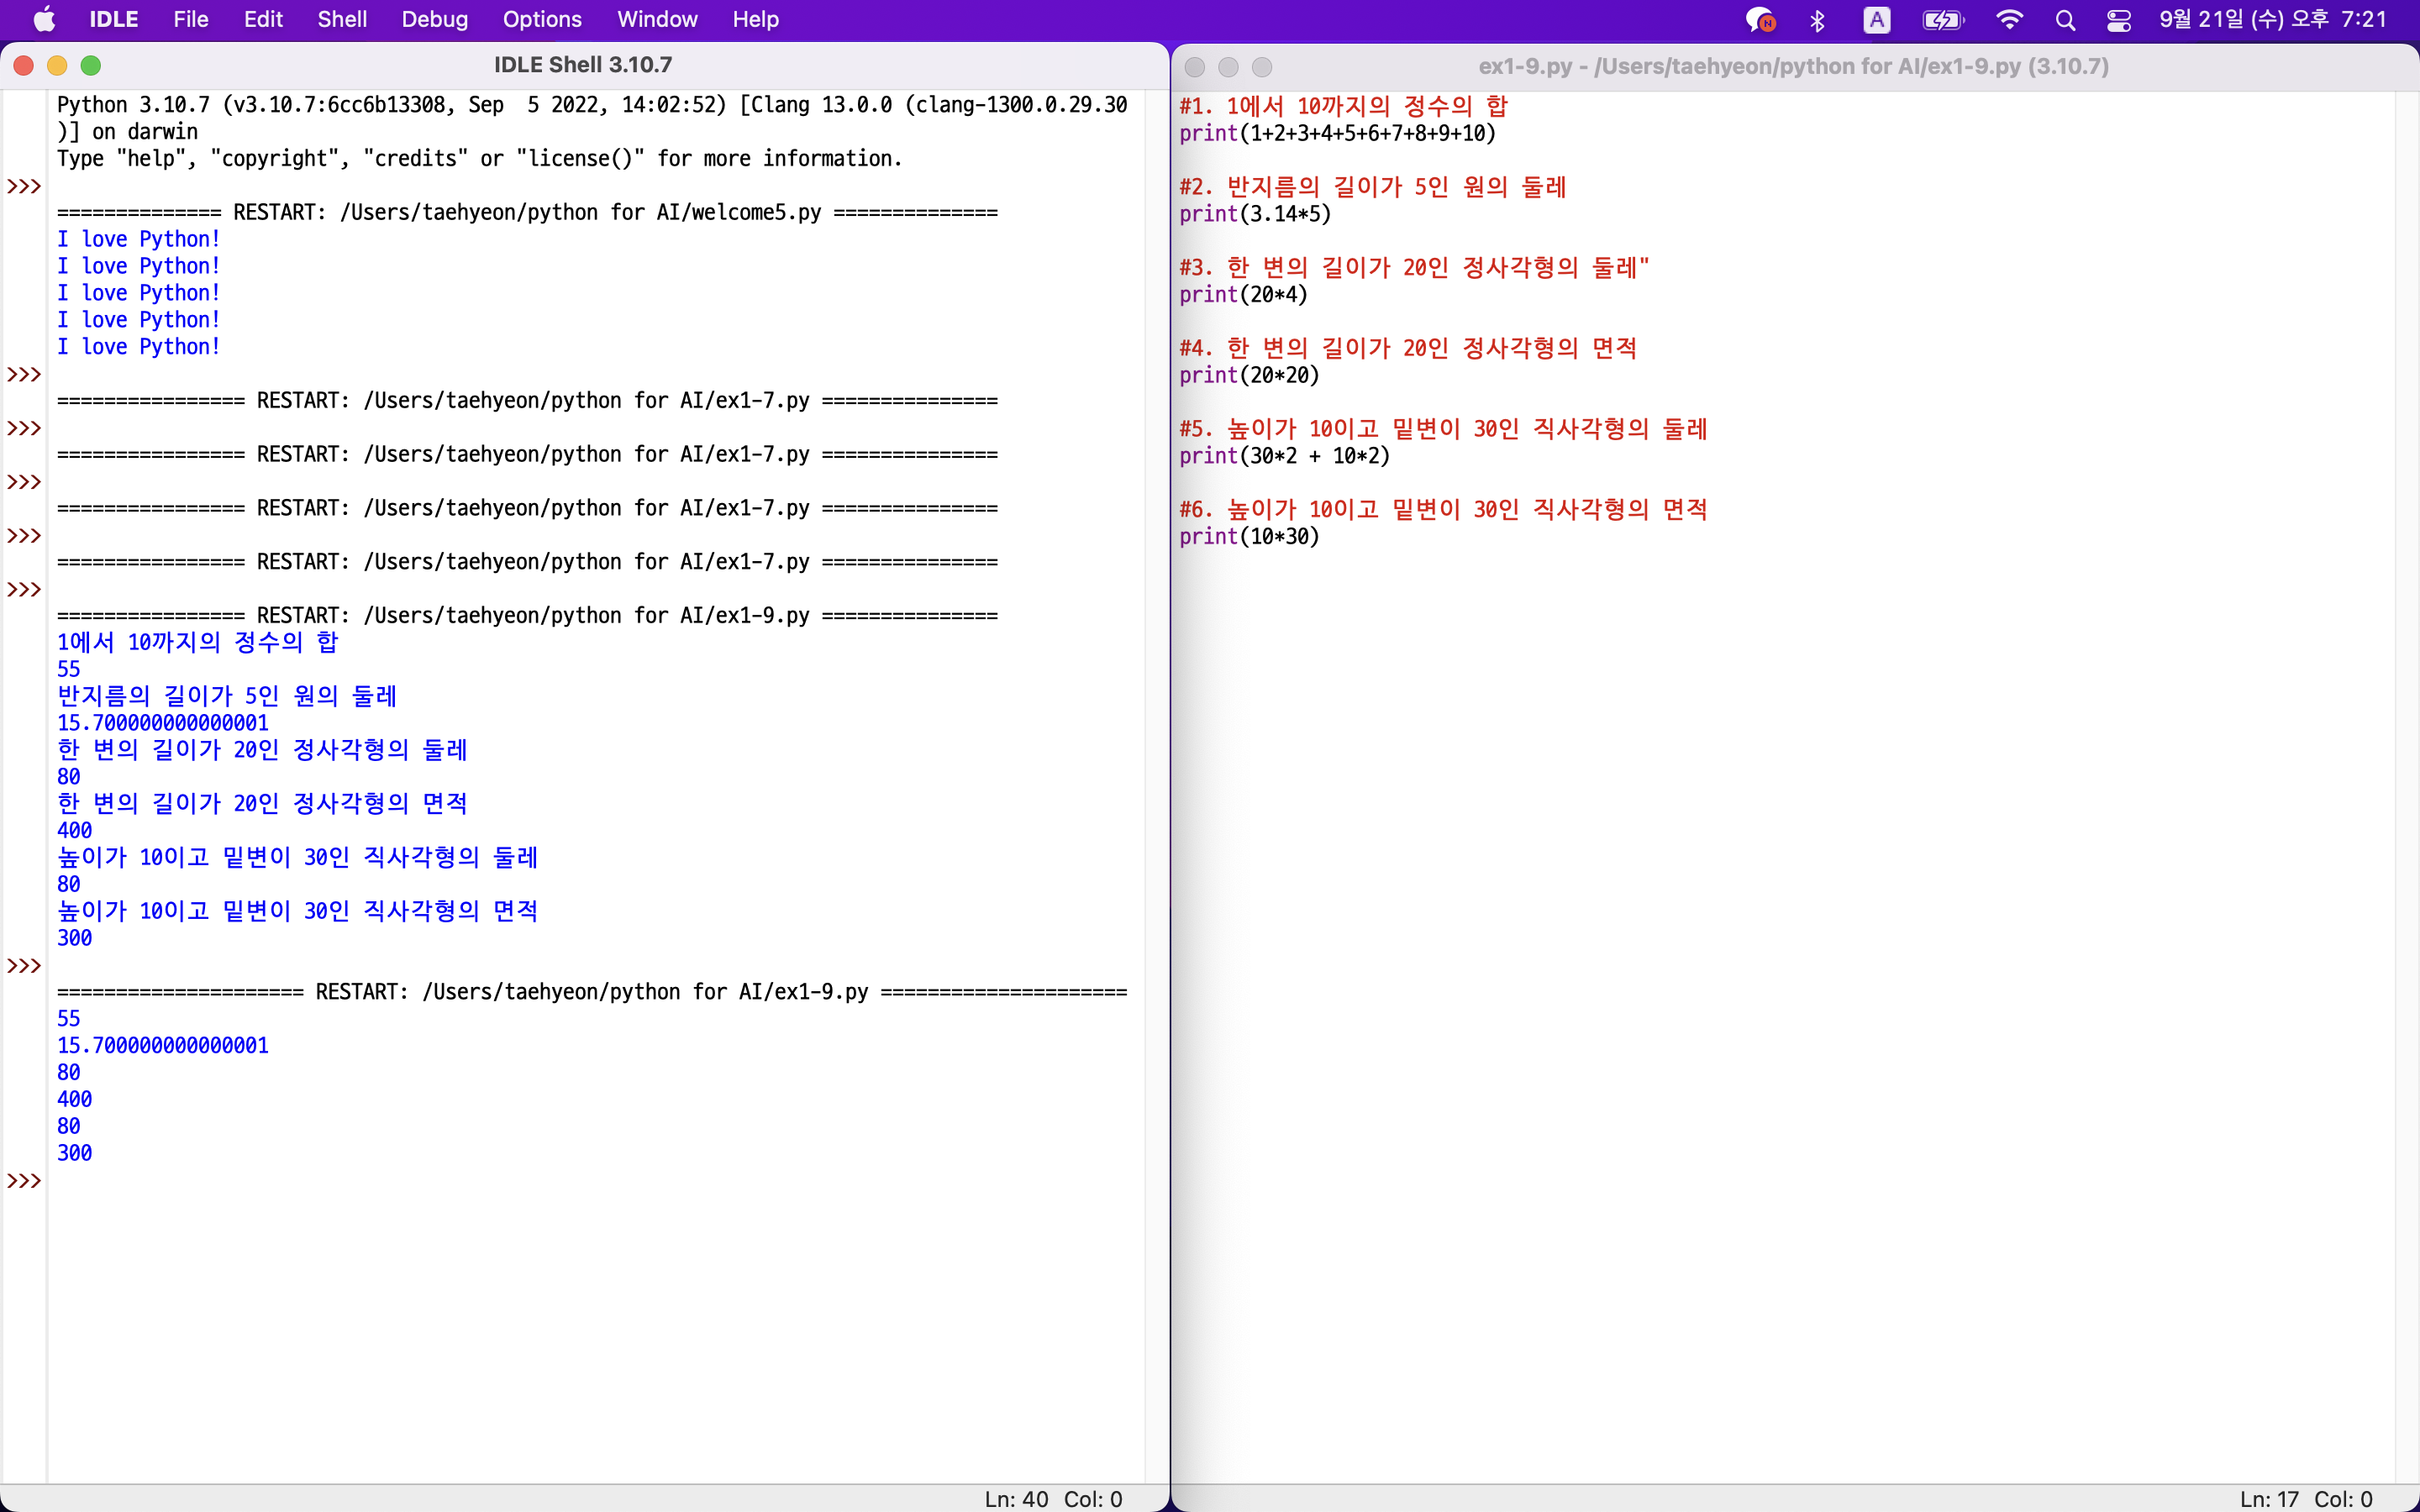 IDLE File Edit Shell Debug Options Window Help A 9월 21일 (수) 오후 7:21
IDLE Shell 3.10.7
Python 3.10.7 (v3.10.7:6cc6b13308, Sep  5 2022, 14:02:52) [Clang 13.0.0 (clang-1300.0.29.30
)] on darwin
Type "help", "copyright", "credits" or "license()" for more information.
>>>
============== RESTART: /Users/taehyeon/python for AI/welcome5.py ==============
I love Python!
I love Python!
I love Python!
I love Python!
I love Python!
>>>
================ RESTART: /Users/taehyeon/python for AI/ex1-7.py ===============
>>>
================ RESTART: /Users/taehyeon/python for AI/ex1-7.py ===============
>>>
================ RESTART: /Users/taehyeon/python for AI/ex1-7.py ===============
>>>
================ RESTART: /Users/taehyeon/python for AI/ex1-7.py ===============
>>>
================ RESTART: /Users/taehyeon/python for AI/ex1-9.py ===============
1에서 10까지의 정수의 합
55
반지름의 길이가 5인 원의 둘레
15.700000000000001
한 변의 길이가 20인 정사각형의 둘레
80
한 변의 길이가 20인 정사각형의 면적
400
높이가 10이고 밑변이 30인 직사각형의 둘레
80
높이가 10이고 밑변이 30인 직사각형의 면적
300
>>>
===================== RESTART: /Users/taehyeon/python for AI/ex1-9.py =====================
55
15.700000000000001
80
400
80
300
>>>
Ln: 40 Col: 0
ex1-9.py - /Users/taehyeon/python for AI/ex1-9.py (3.10.7)
#1. 1에서 10까지의 정수의 합
print(1+2+3+4+5+6+7+8+9+10)
#2. 반지름의 길이가 5인 원의 둘레
print(3.14*5)
#3. 한 변의 길이가 20인 정사각형의 둘레"
print(20*4)
#4. 한 변의 길이가 20인 정사각형의 면적
print(20*20)
#5. 높이가 10이고 밑변이 30인 직사각형의 둘레
print(30*2 + 10*2)
#6. 높이가 10이고 밑변이 30인 직사각형의 면적
print(10*30)
Ln: 17 Col: 0